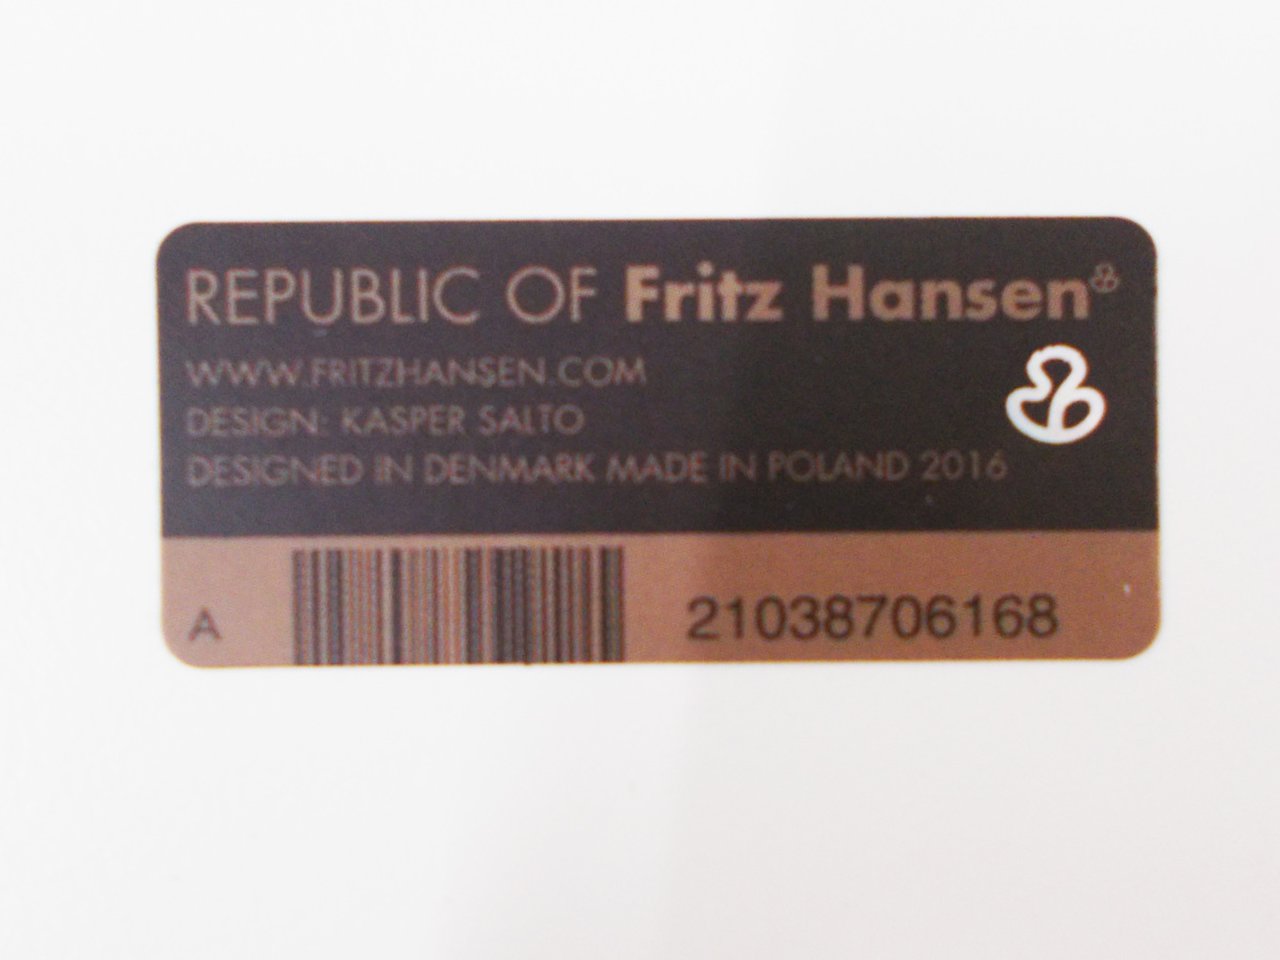 REPUBLIC OF Fritz Hansen®
WWW.FRITZHANSEN.COM
DESIGN: KASPER SALTO
DESIGNED IN DENMARK MADE IN POLAND 2016
A 21038706168